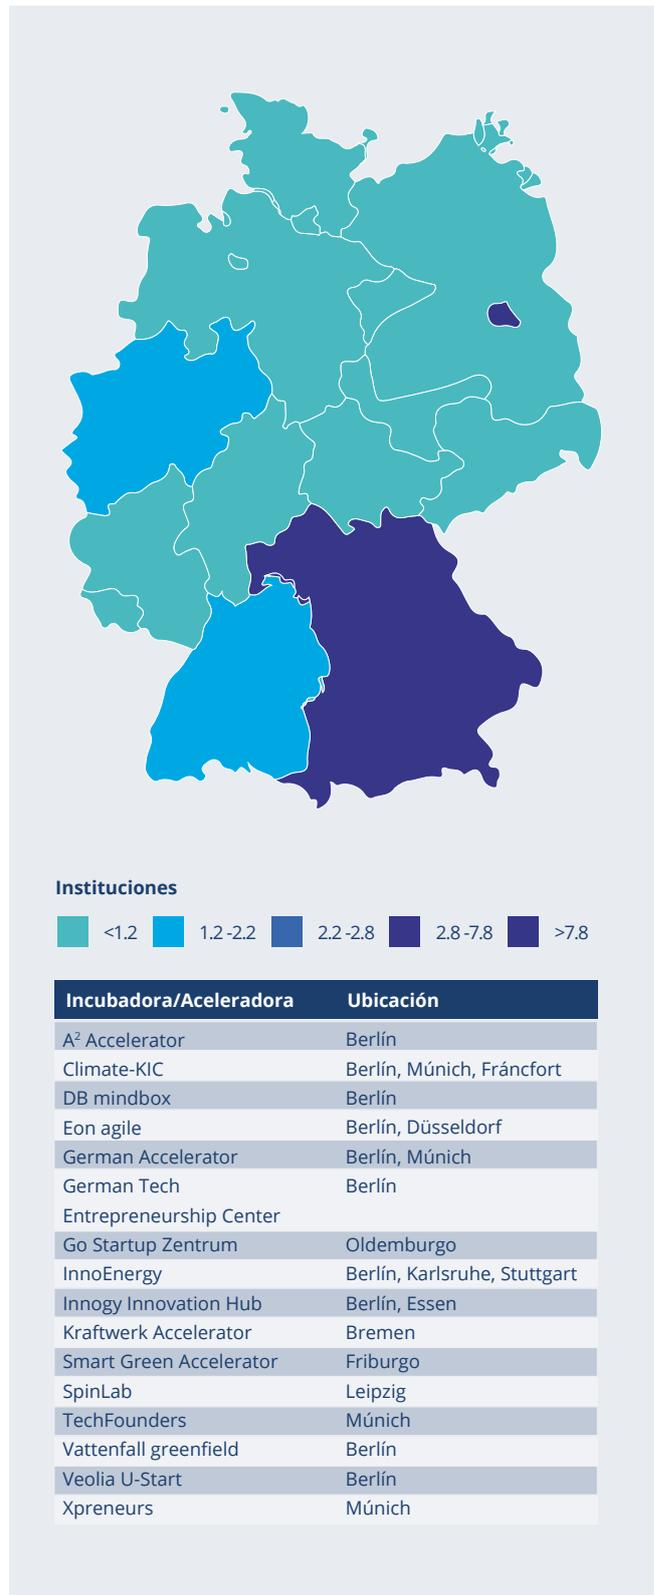 Instituciones
<1.2 1.2 -2.2 2.2 -2.8 2.8 -7.8 >7.8
Incubadora/Aceleradora Ubicación
A² Accelerator Berlín
Climate-KIC Berlín, Múnich, Fráncfort
DB mindbox Berlín
Eon agile Berlín, Düsseldorf
German Accelerator Berlín, Múnich
German Tech Berlín
Entrepreneurship Center
Go Startup Zentrum Oldemburgo
InnoEnergy Berlín, Karlsruhe, Stuttgart
Innogy Innovation Hub Berlín, Essen
Kraftwerk Accelerator Bremen
Smart Green Accelerator Friburgo
SpinLab Leipzig
TechFounders Múnich
Vattenfall greenfield Berlín
Veolia U-Start Berlín
Xpreneurs Múnich